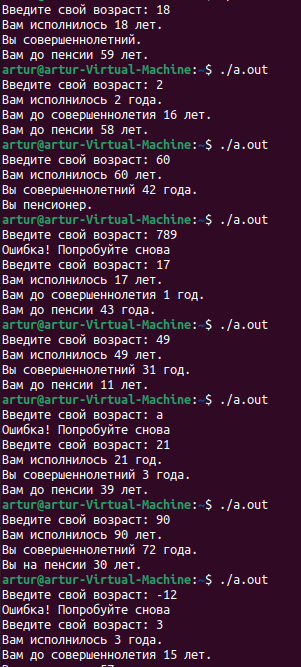 Введите свой возраст: 18
Вам исполнилось 18 лет.
Вы совершеннолетний.
Вам до пенсии 59 лет.
artur@artur-Virtual-Machine:~$ ./a.out
Введите свой возраст: 2
Вам исполнилось 2 года.
Вам до совершеннолетия 16 лет.
Вам до пенсии 58 лет.
artur@artur-Virtual-Machine:~$ ./a.out
Введите свой возраст: 60
Вам исполнилось 60 лет.
Вы совершеннолетний 42 года.
Вы пенсионер.
artur@artur-Virtual-Machine:~$ ./a.out
Введите свой возраст: 789
Ошибка! Попробуйте снова
Введите свой возраст: 17
Вам исполнилось 17 лет.
Вам до совершеннолетия 1 год.
Вам до пенсии 43 года.
artur@artur-Virtual-Machine:~$ ./a.out
Введите свой возраст: 49
Вам исполнилось 49 лет.
Вы совершеннолетний 31 год.
Вам до пенсии 11 лет.
artur@artur-Virtual-Machine:~$ ./a.out
Введите свой возраст: а
Ошибка! Попробуйте снова
Введите свой возраст: 21
Вам исполнилось 21 год.
Вы совершеннолетний 3 года.
Вам до пенсии 39 лет.
artur@artur-Virtual-Machine:~$ ./a.out
Введите свой возраст: 90
Вам исполнилось 90 лет.
Вы совершеннолетний 72 года.
Вы на пенсии 30 лет.
artur@artur-Virtual-Machine:~$ ./a.out
Введите свой возраст: -12
Ошибка! Попробуйте снова
Введите свой возраст: 3
Вам исполнилось 3 года.
Вам до совершеннолетия 15 лет.